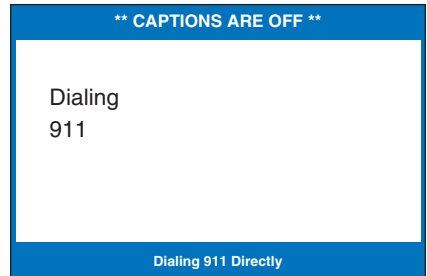 ** CAPTIONS ARE OFF **
Dialing
911
Dialing 911 Directly